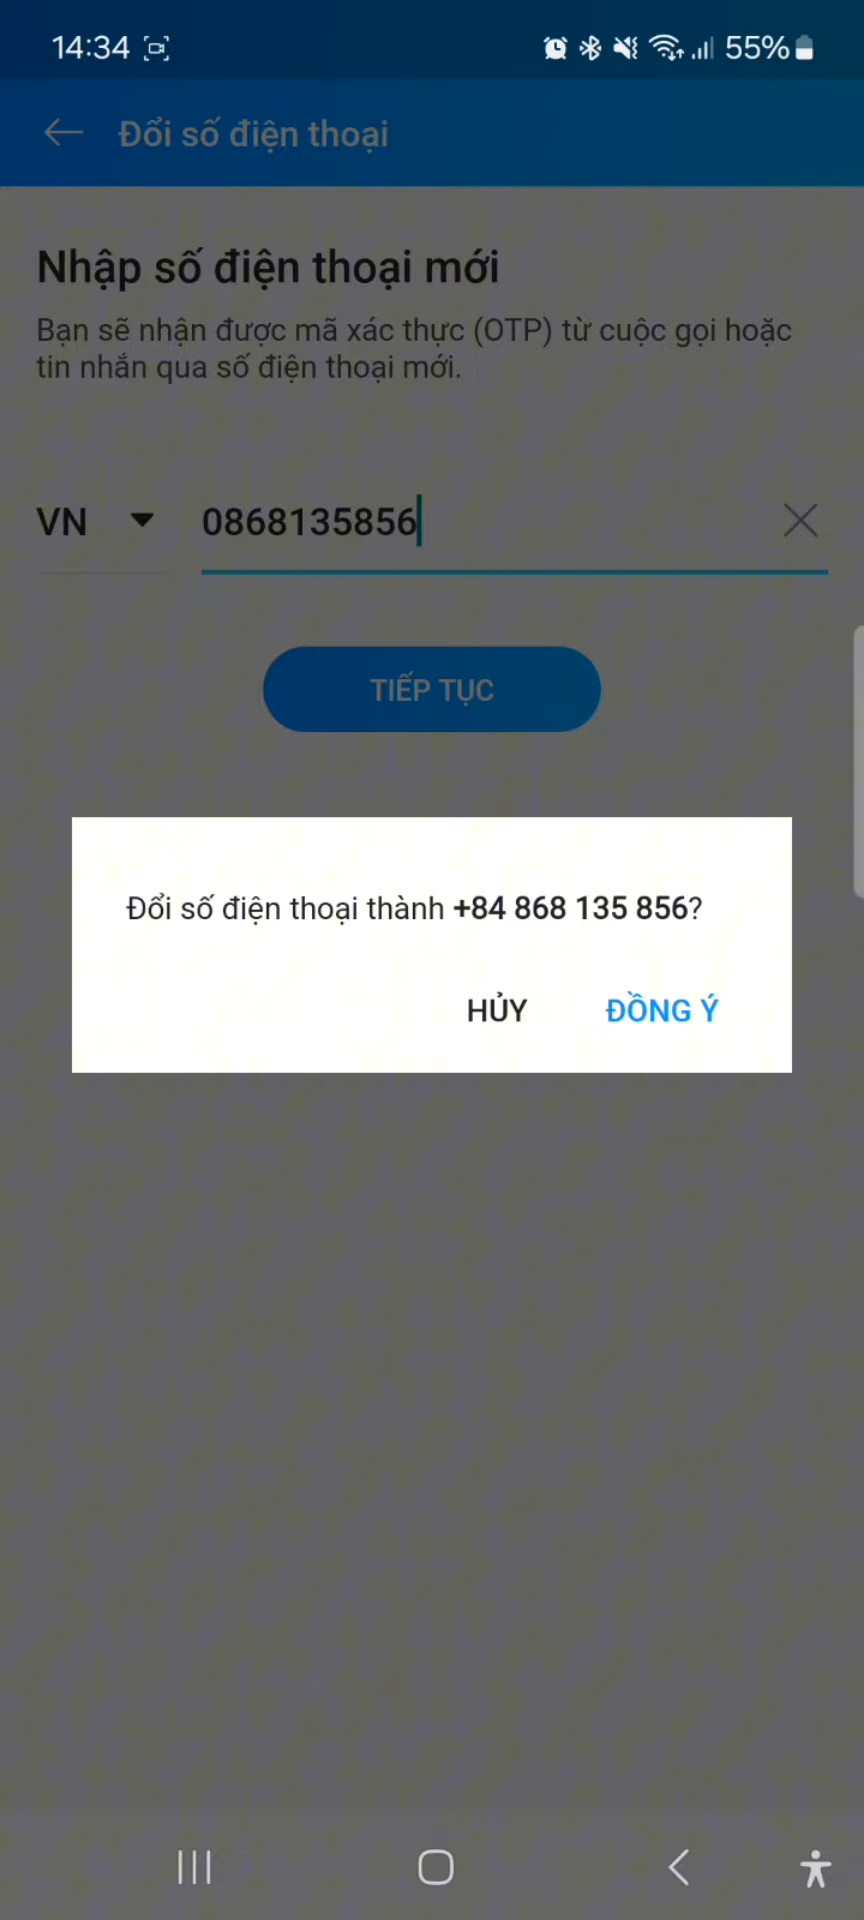 14:34
55%
Đổi số điện thoại
Nhập số điện thoại mới
Bạn sẽ nhận được mã xác thực (OTP) từ cuộc gọi hoặc
tin nhắn qua số điện thoại mới.
VN 0868135856
TIẾP TỤC
Đổi số điện thoại thành +84 868 135 856?
HỦY ĐỒNG Ý